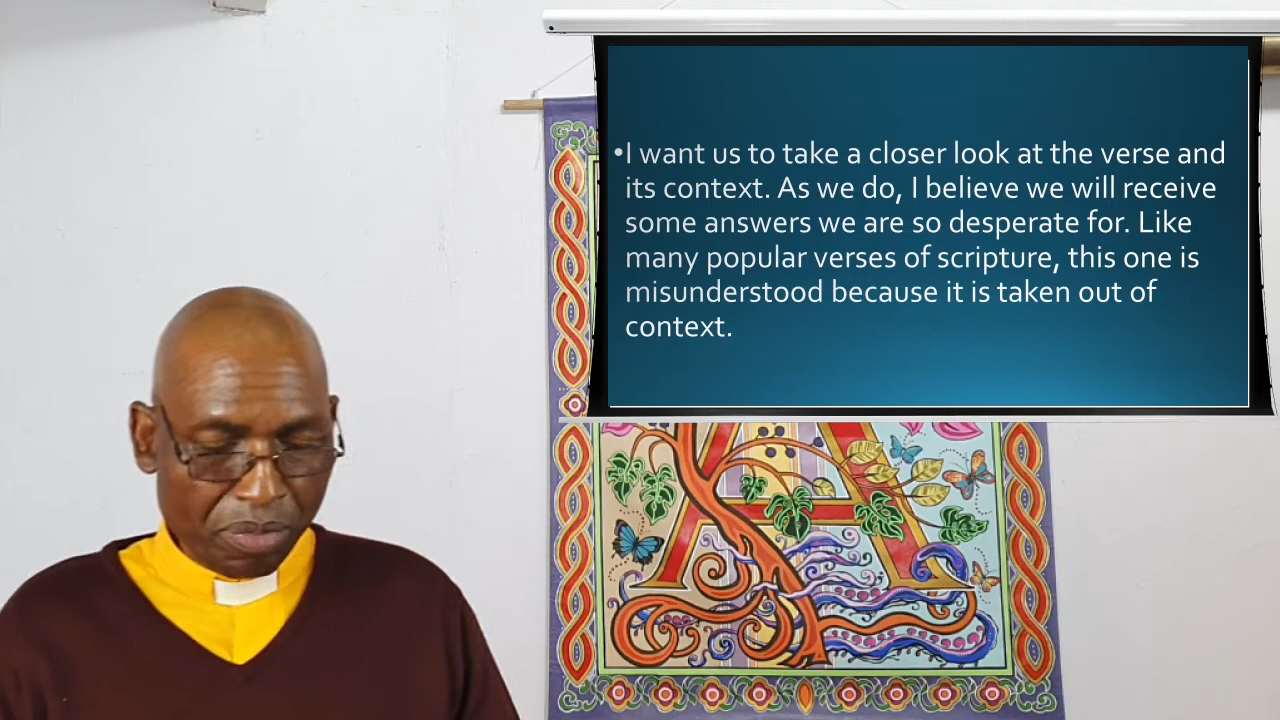 •I want us to take a closer look at the verse and
its context. As we do, I believe we will receive
some answers we are so desperate for. Like
many popular verses of scripture, this one is
misunderstood because it is taken out of
context.
A